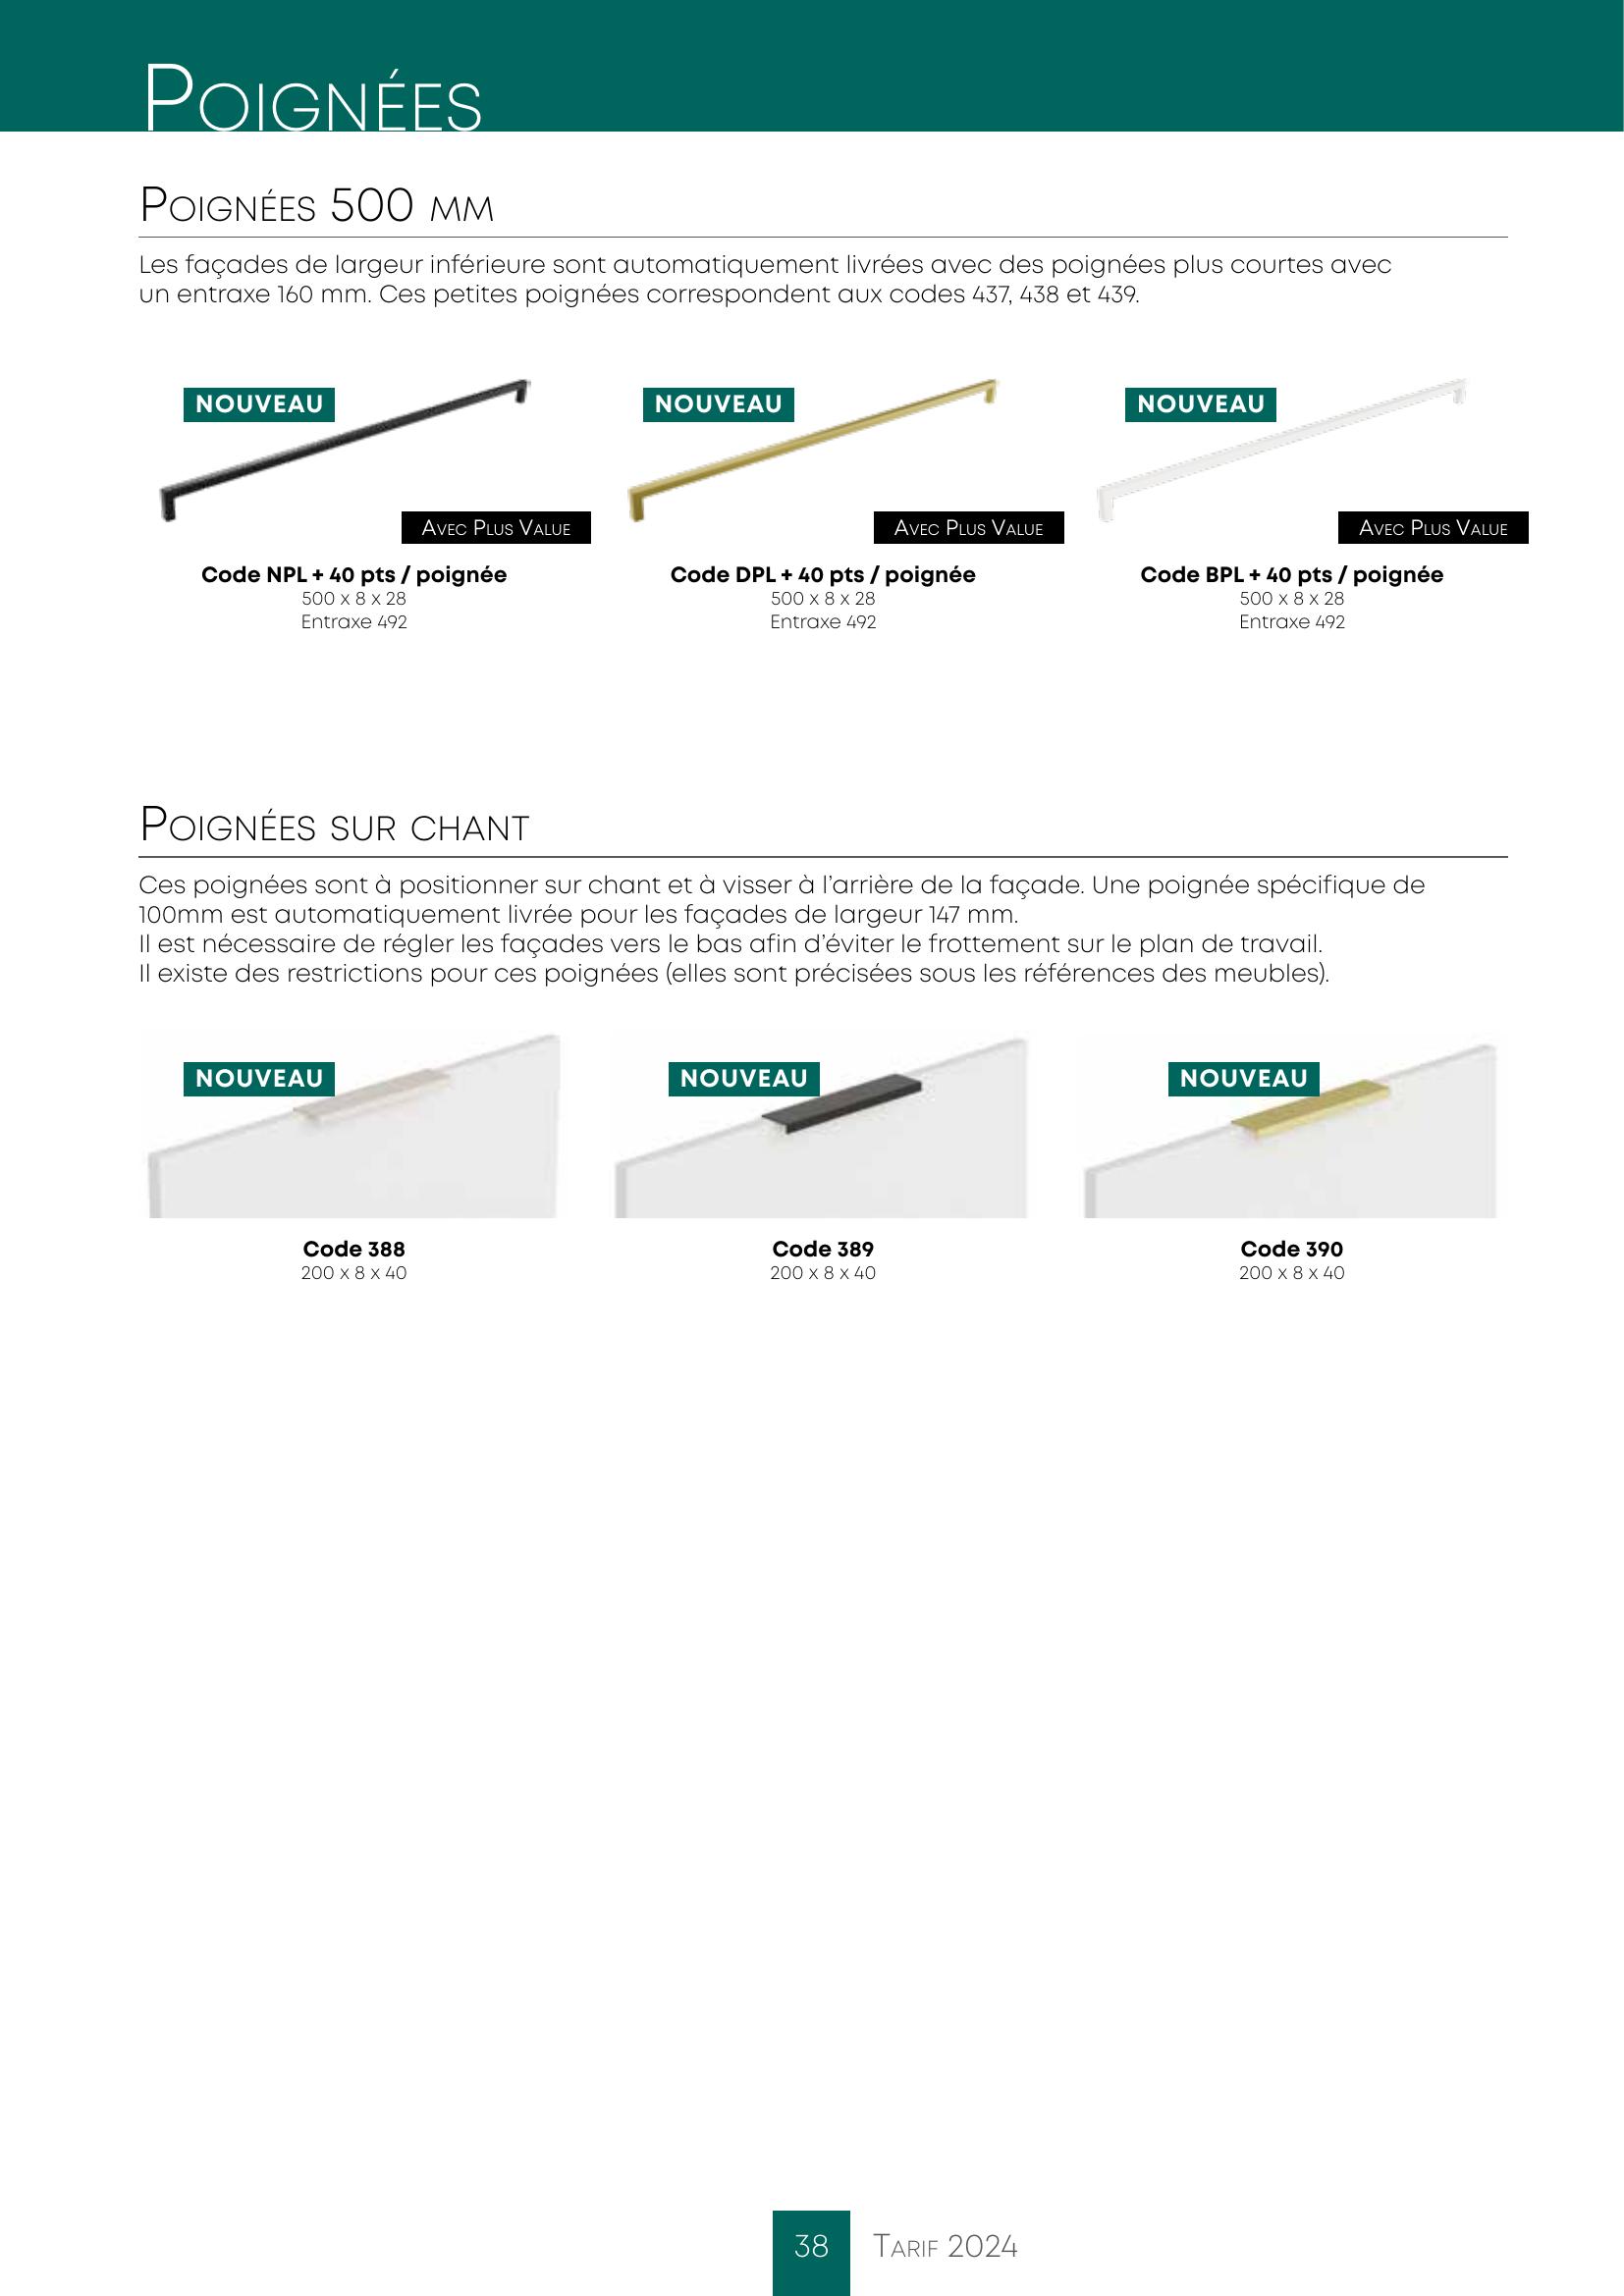 Poignées
Poignées 500 mm
Les façades de largeur inférieure sont automatiquement livrées avec des poignées plus courtes avec
un entraxe 160 mm. Ces petites poignées correspondent aux codes 437, 438 et 439.
NOUVEAU
NOUVEAU
NOUVEAU
Avec Plus Value
Avec Plus Value
Avec Plus Value
Code NPL + 40 pts / poignée
500 x 8 x 28
Entraxe 492
Code DPL + 40 pts / poignée
500 x 8 x 28
Entraxe 492
Code BPL + 40 pts / poignée
500 x 8 x 28
Entraxe 492
Poignées sur chant
Ces poignées sont à positionner sur chant et à visser à l’arrière de la façade. Une poignée spécifique de
100mm est automatiquement livrée pour les façades de largeur 147 mm.
Il est nécessaire de régler les façades vers le bas afin d’éviter le frottement sur le plan de travail.
Il existe des restrictions pour ces poignées (elles sont précisées sous les références des meubles).
NOUVEAU
NOUVEAU
NOUVEAU
Code 388
200 x 8 x 40
Code 389
200 x 8 x 40
Code 390
200 x 8 x 40
38
Tarif 2024